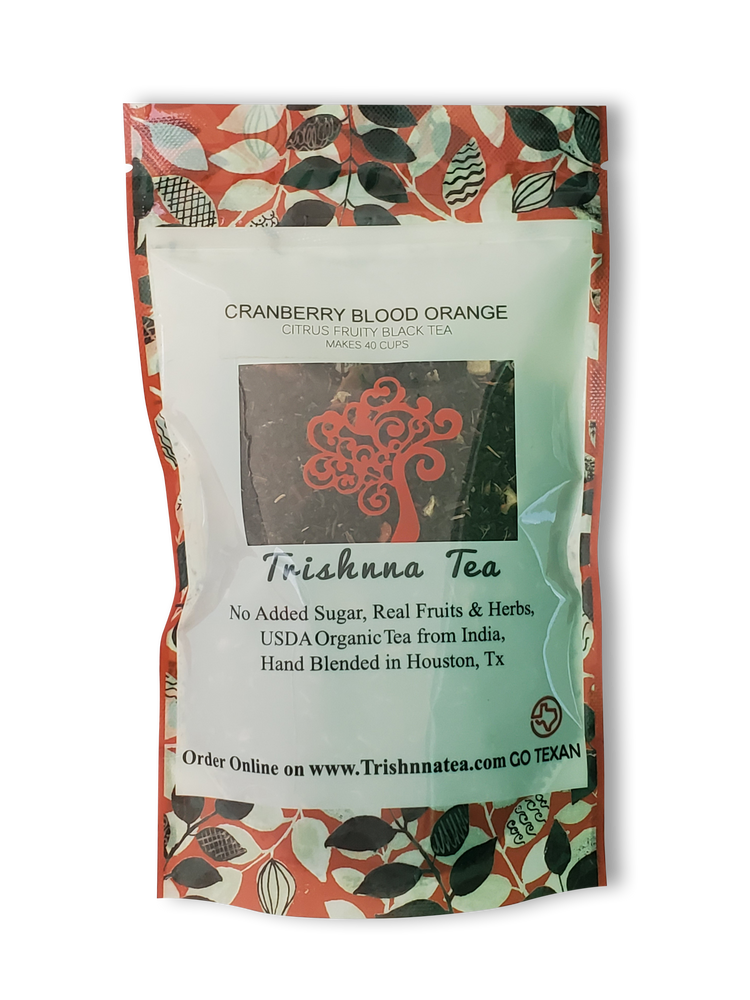 CRANBERRY BLOOD ORANGE
CITRUS FRUITY BLACK TEA
MAKES 40 CUPS
Trishnna Tea
No Added Sugar, Real Fruits & Herbs,
USDA Organic Tea from India,
Hand Blended in Houston, Tx
Order Online on www.Trishnnatea.com GO TEXAN